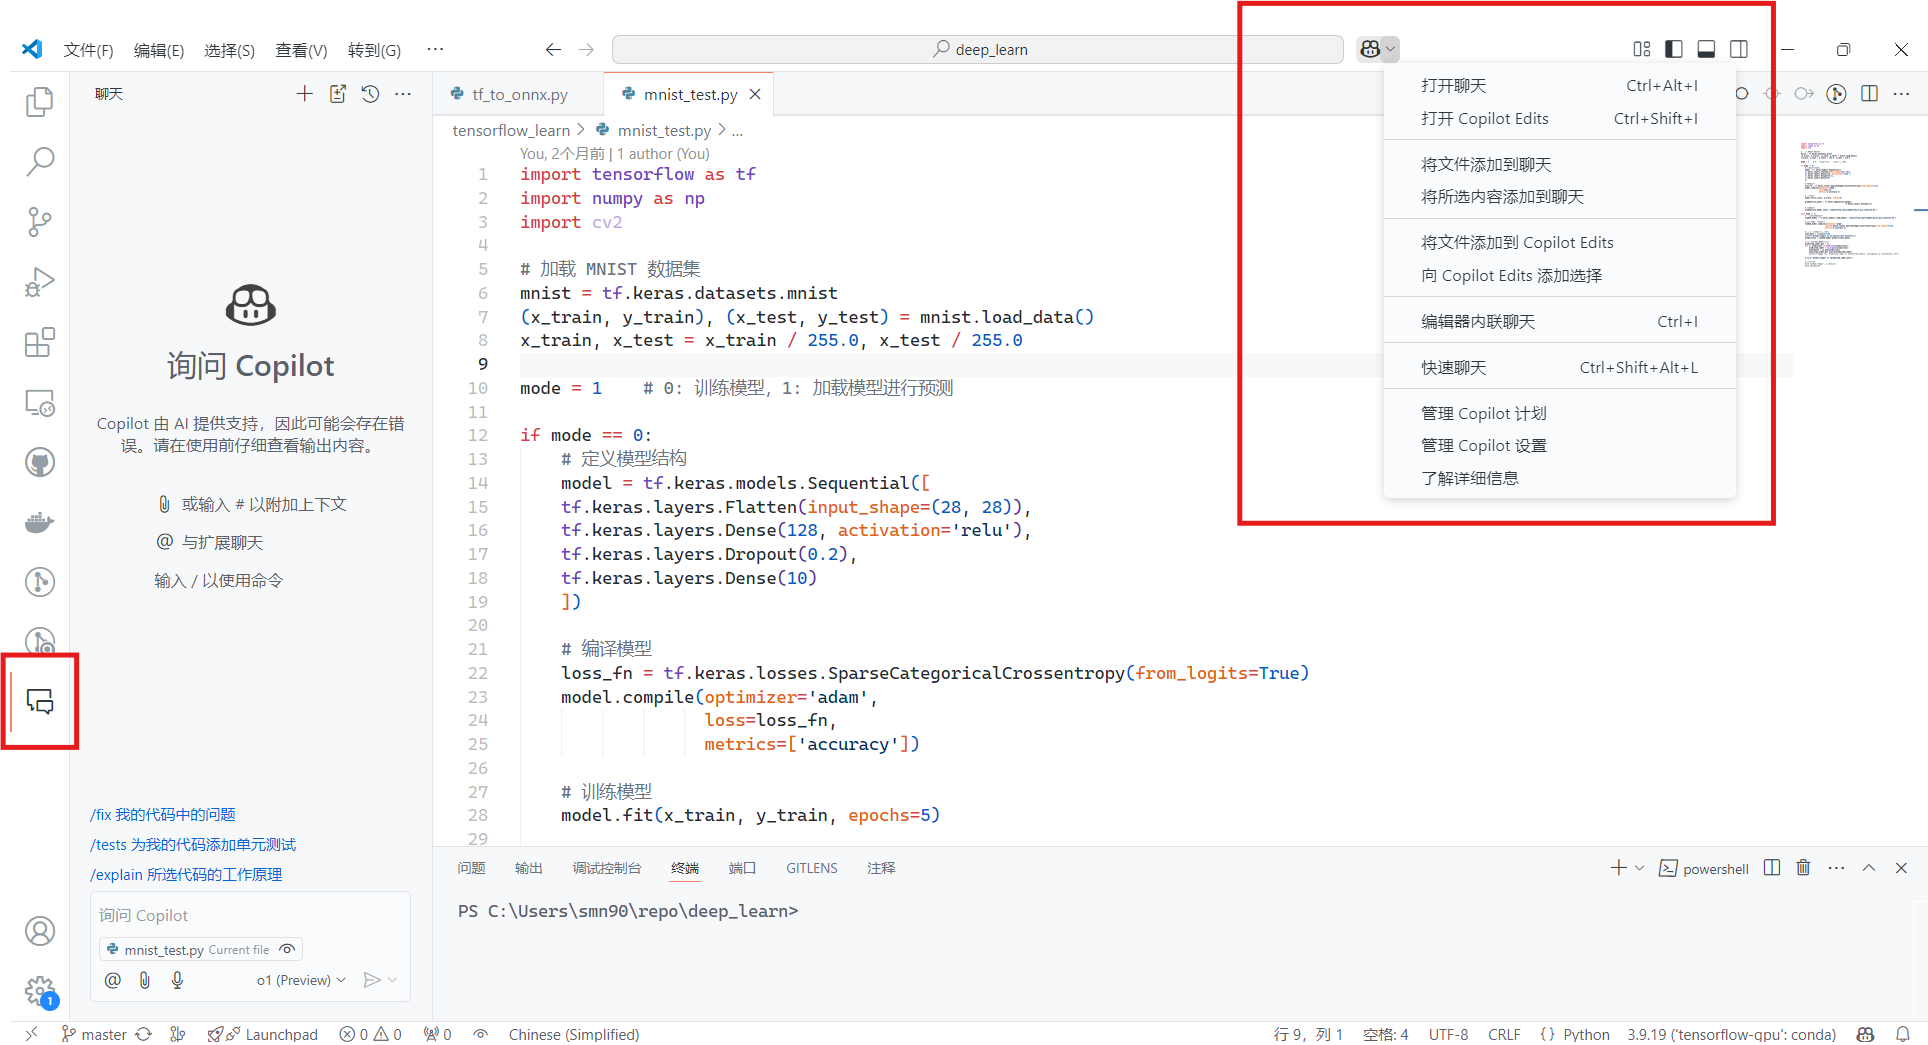 文件(F) 编辑(E) 选择(S) 查看(V) 转到(G) ··· deep_learn
聊天
询问 Copilot
Copilot 由 AI 提供支持，因此可能会存在错
误。请在使用前仔细查看输出内容。
或输入 # 以附加上下文
@ 与扩展聊天
输入 / 以使用命令
/fix 我的代码中的问题
/tests 为我的代码添加单元测试
/explain 所选代码的工作原理
询问 Copilot
mnist_test.py Current file
@ o1 (Preview)
tf_to_onnx.py mnist_test.py
tensorflow_learn > mnist_test.py > ...
You, 2个月前 | 1 author (You)
1 import tensorflow as tf
2 import numpy as np
3 import cv2
4
5 # 加载 MNIST 数据集
6 mnist = tf.keras.datasets.mnist
7 (x_train, y_train), (x_test, y_test) = mnist.load_data()
8 x_train, x_test = x_train / 255.0, x_test / 255.0
9
10 mode = 1    # 0: 训练模型，1: 加载模型进行预测
11
12 if mode == 0:
13     # 定义模型结构
14     model = tf.keras.models.Sequential([
15     tf.keras.layers.Flatten(input_shape=(28, 28)),
16     tf.keras.layers.Dense(128, activation='relu'),
17     tf.keras.layers.Dropout(0.2),
18     tf.keras.layers.Dense(10)
19     ])
20
21     # 编译模型
22     loss_fn = tf.keras.losses.SparseCategoricalCrossentropy(from_logits=True)
23     model.compile(optimizer='adam',
24                   loss=loss_fn,
25                   metrics=['accuracy'])
26
27     # 训练模型
28     model.fit(x_train, y_train, epochs=5)
29
打开聊天 Ctrl+Alt+I
打开 Copilot Edits Ctrl+Shift+I
将文件添加到聊天
将所选内容添加到聊天
将文件添加到 Copilot Edits
向 Copilot Edits 添加选择
编辑器内联聊天 Ctrl+I
快速聊天 Ctrl+Shift+Alt+L
管理 Copilot 计划
管理 Copilot 设置
了解详细信息
问题 输出 调试控制台 终端 端口 GITLENS 注释 powershell
PS C:\Users\smn90\repo\deep_learn>
1
master Launchpad 0 0 0 Chinese (Simplified) 行 9，列 1 空格: 4 UTF-8 CRLF {} Python 3.9.19 ('tensorflow-gpu': conda)